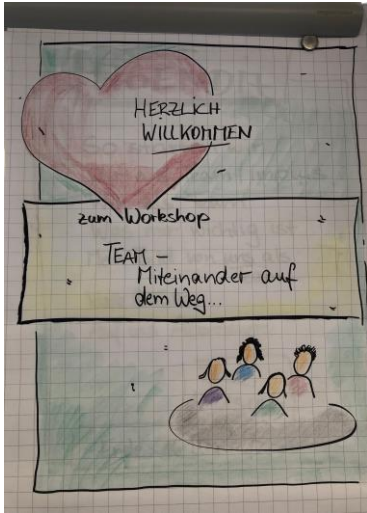 HERZLICH
WILLKOMMEN
zum Workshop
TEAM –
Miteinander auf
dem Weg...